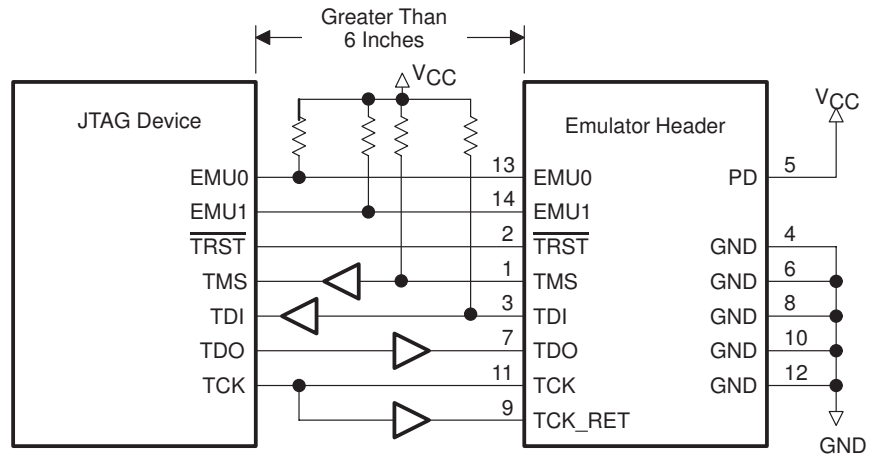 Greater Than
6 Inches
VCC
VCC
JTAG Device
Emulator Header
EMU0 13 EMU0 PD 5
EMU1 14 EMU1
TRST 2 TRST GND 4
TMS 1 TMS GND 6
TDI 3 TDI GND 8
TDO 7 TDO GND 10
TCK 11 TCK GND 12
9 TCK_RET
GND